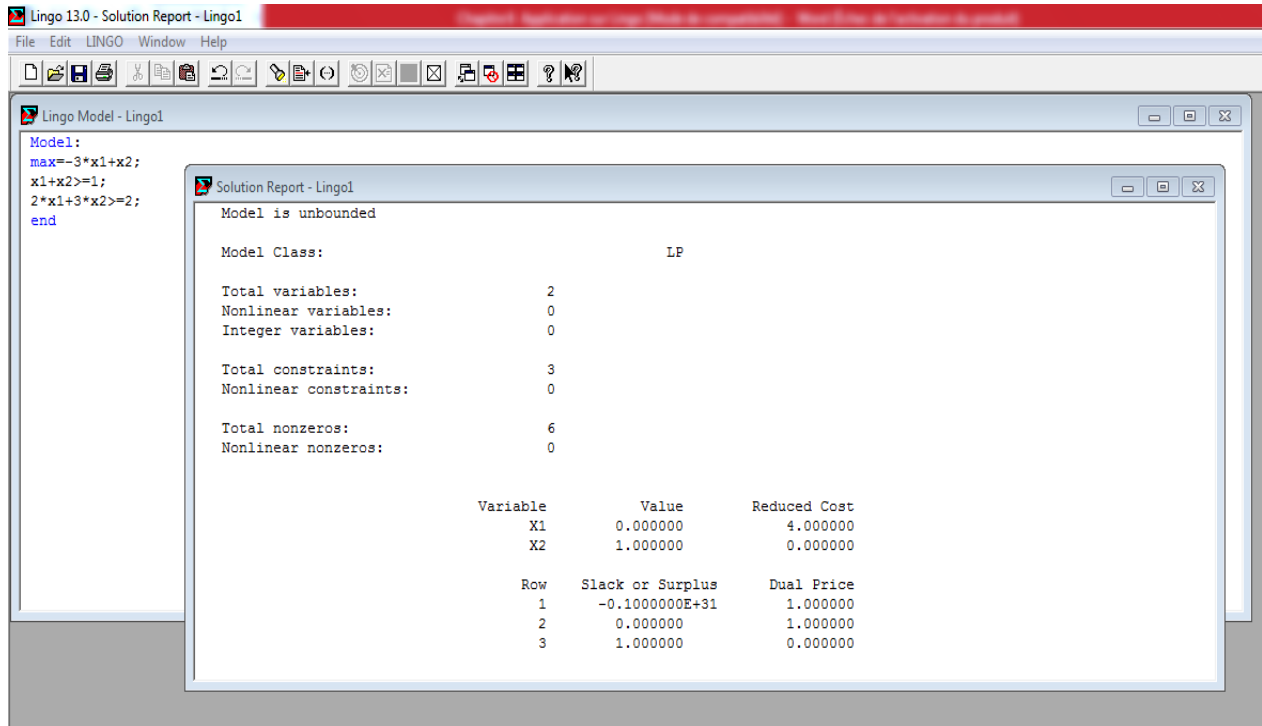 Lingo 13.0 - Solution Report - Lingo1
File Edit LINGO Window Help
Lingo Model - Lingo1
Model:
max=-3*x1+x2;
x1+x2>=1;
2*x1+3*x2>=2;
end
Solution Report - Lingo1
Model is unbounded
Model Class: LP
Total variables: 2
Nonlinear variables: 0
Integer variables: 0
Total constraints: 3
Nonlinear constraints: 0
Total nonzeros: 6
Nonlinear nonzeros: 0
Variable Value Reduced Cost
X1 0.000000 4.000000
X2 1.000000 0.000000
Row Slack or Surplus Dual Price
1 -0.1000000E+31 1.000000
2 0.000000 1.000000
3 1.000000 0.000000